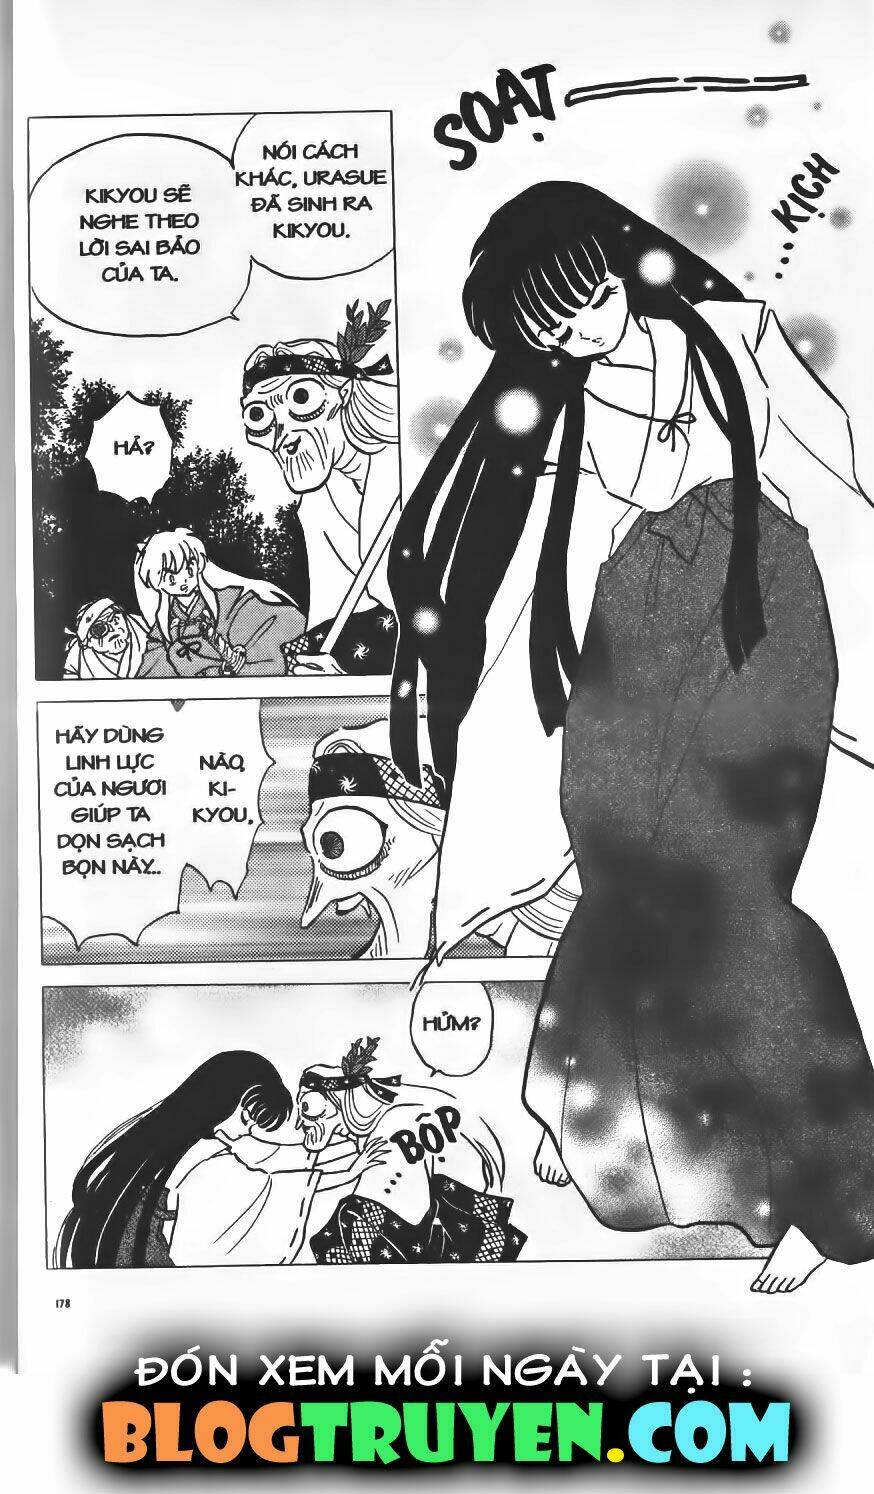 SOẠT
...KỊCH
NÓI CÁCH
KHÁC, URASUE
ĐÃ SINH RA
KIKYOU.
KIKYOU SẼ
NGHE THEO
LỜI SAI BẢO
CỦA TA.
HẢ?
NÀO,
KI-
KYOU,
HÃY DÙNG
LINH LỰC
CỦA NGƯƠI
GIÚP TA
DỌN SẠCH
BỌN NÀY...
HỬM?
...BỘP
178
ĐÓN XEM MỖI NGÀY TẠI :
BLOGTRUYEN.COM